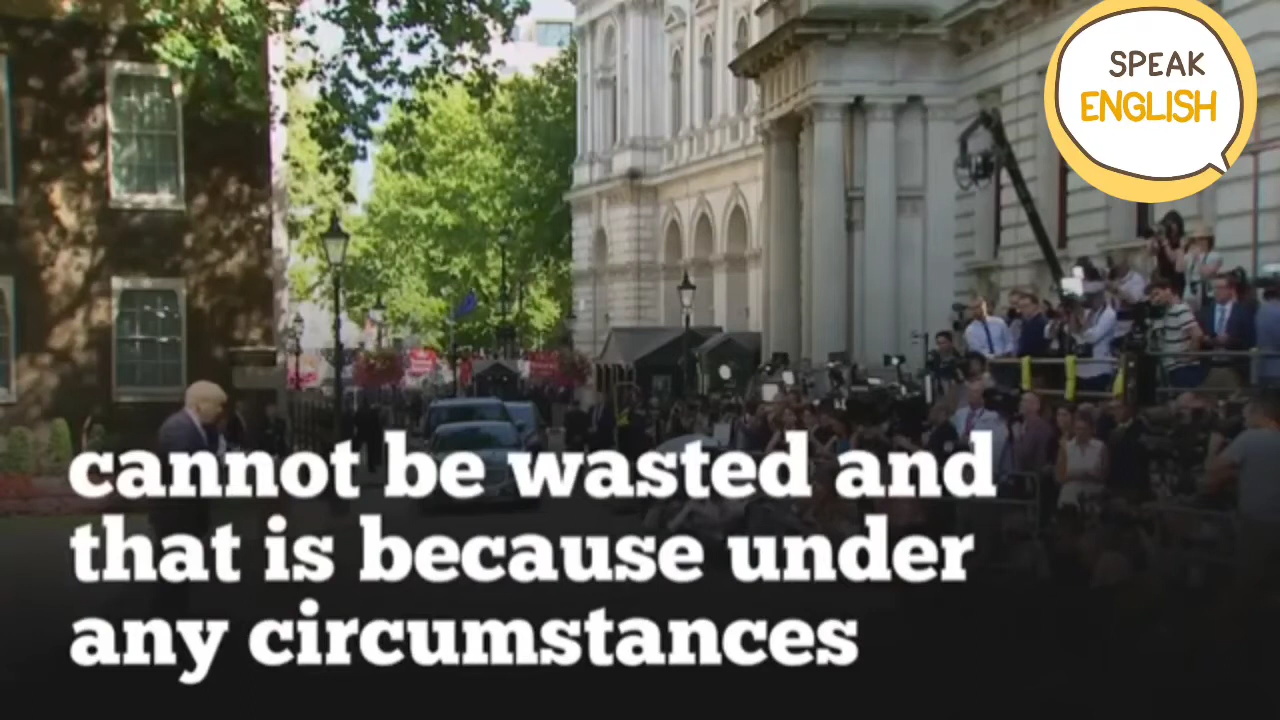 SPEAK
ENGLISH
cannot be wasted and
that is because under
any circumstances